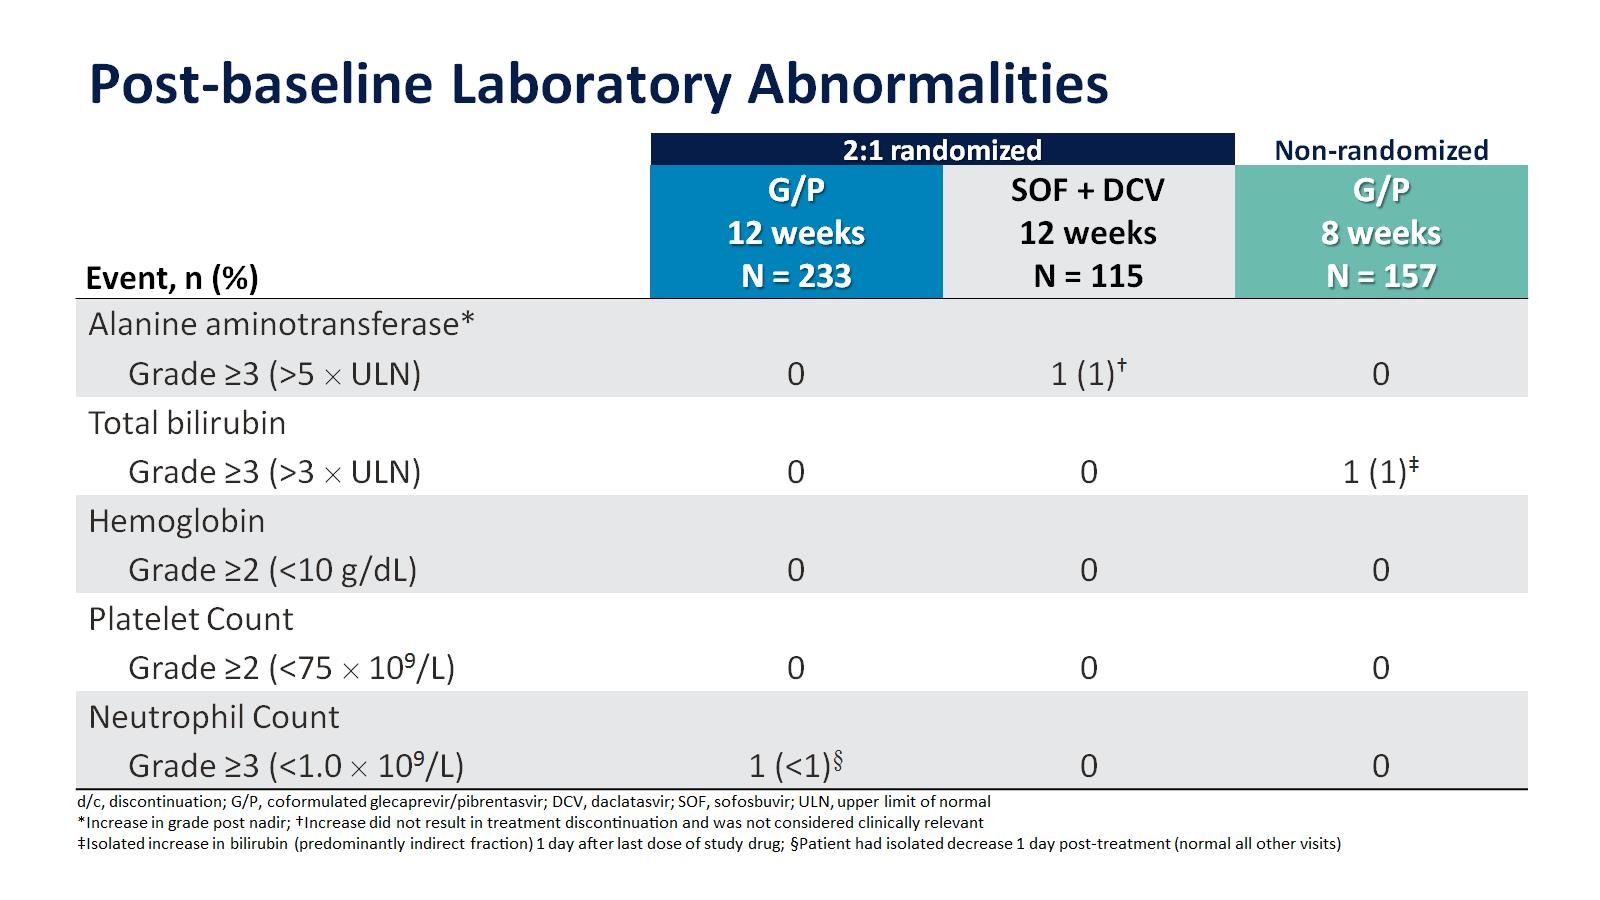 Post-baseline Laboratory Abnormalities
2:1 randomized Non-randomized
G/P SOF + DCV G/P
12 weeks 12 weeks 8 weeks
Event, n (%) N = 233 N = 115 N = 157
Alanine aminotransferase*
Grade ≥3 (>5 × ULN) 0 1 (1)† 0
Total bilirubin
Grade ≥3 (>3 × ULN) 0 0 1 (1)‡
Hemoglobin
Grade ≥2 (<10 g/dL) 0 0 0
Platelet Count
Grade ≥2 (<75 × 10⁹/L) 0 0 0
Neutrophil Count
Grade ≥3 (<1.0 × 10⁹/L) 1 (<1)§ 0 0
d/c, discontinuation; G/P, coformulated glecaprevir/pibrentasvir; DCV, daclatasvir; SOF, sofosbuvir; ULN, upper limit of normal
*Increase in grade post nadir; †Increase did not result in treatment discontinuation and was not considered clinically relevant
‡Isolated increase in bilirubin (predominantly indirect fraction) 1 day after last dose of study drug; §Patient had isolated decrease 1 day post-treatment (normal all other visits)